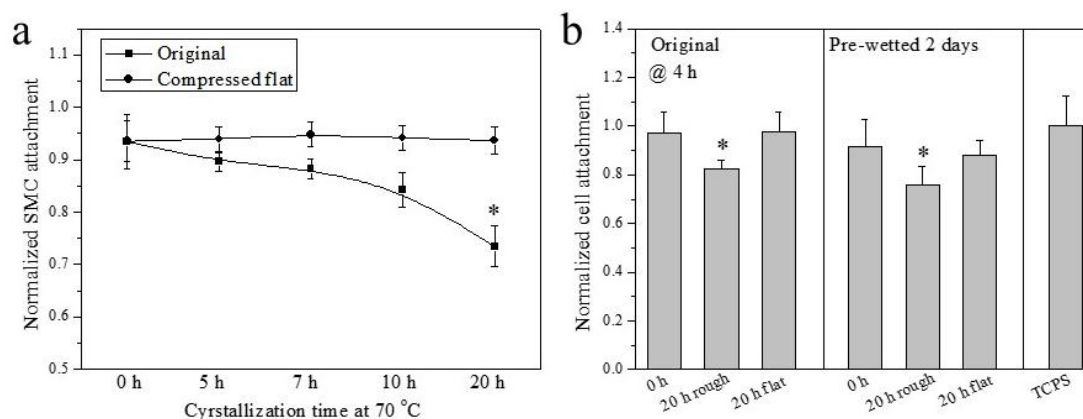 a
Original
Compressed flat
Normalized SMC attachment
1.1
1.0
0.9
0.8
0.7
0.6
0.5
0 h 5 h 7 h 10 h 20 h
*
Cyrstallization time at 70 °C
b
Original
@ 4 h
Pre-wetted 2 days
Normalized cell attachment
1.4
1.2
1.0
0.8
0.6
0.4
0.2
0.0
* *
0 h 20 h rough 20 h flat 0 h 20 h rough 20 h flat TCPS